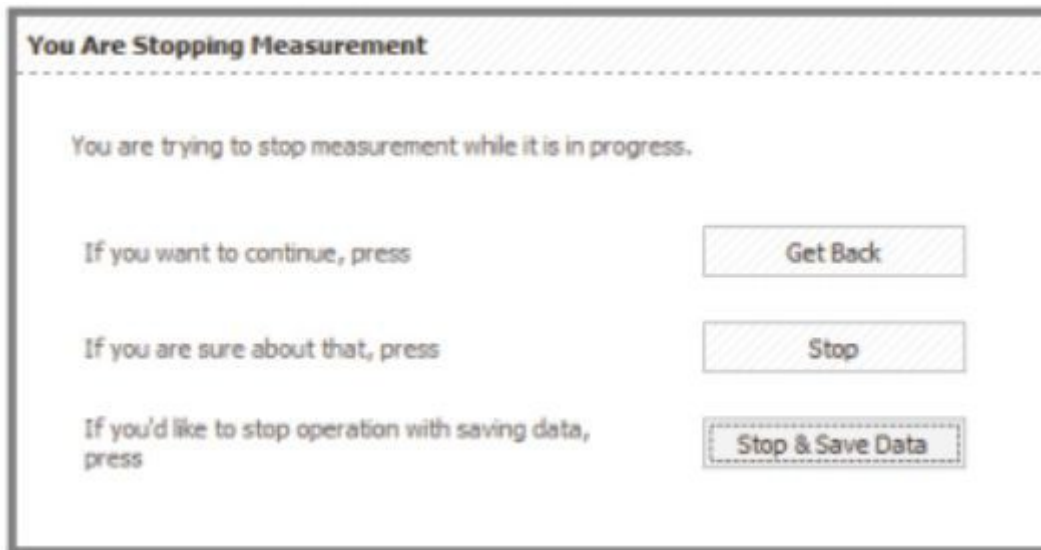 You Are Stopping Measurement
You are trying to stop measurement while it is in progress.
If you want to continue, press
Get Back
If you are sure about that, press
Stop
If you'd like to stop operation with saving data,
press
Stop & Save Data